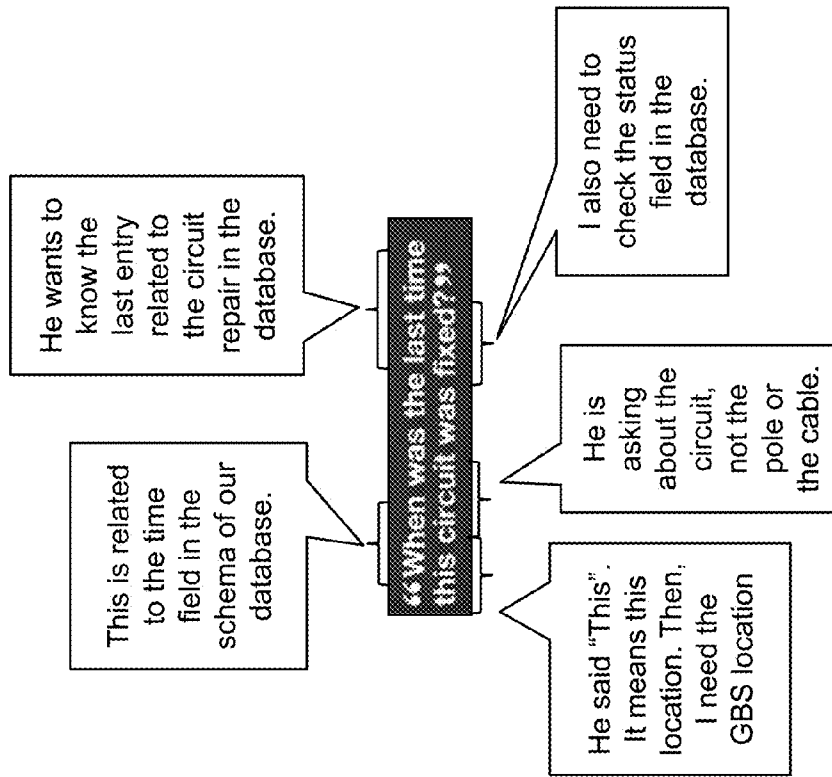 This is related
to the time
field in the
schema of our
database.
He wants to
know the
last entry
related to
the circuit
repair in the
database.
“When was the last time
this circuit was fixed?”
He said “This”.
It means this
location. Then,
I need the
GBS location
He is
asking
about the
circuit,
not the
pole or
the cable.
I also need to
check the status
field in the
database.